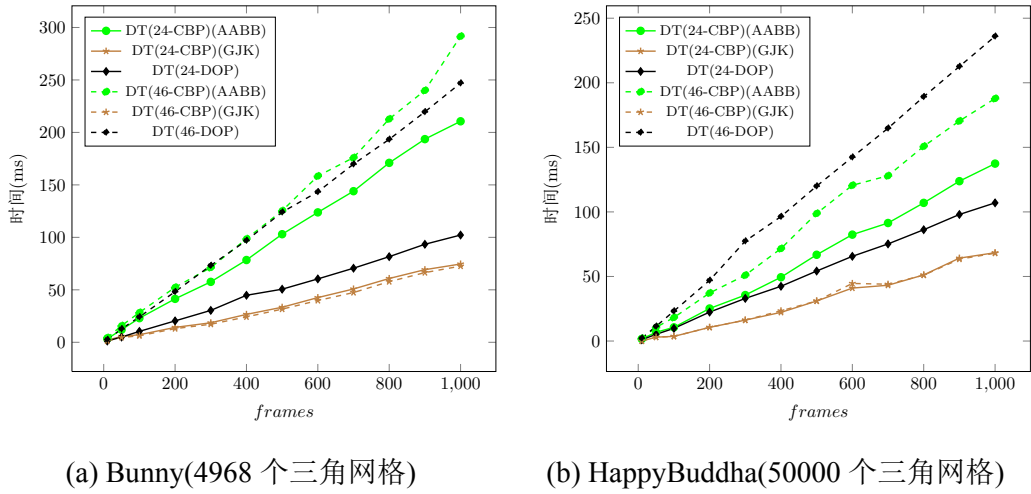 300
250
200
150
100
50
0
时间(ms)
DT(24-CBP)(AABB)
DT(24-CBP)(GJK)
DT(24-DOP)
DT(46-CBP)(AABB)
DT(46-CBP)(GJK)
DT(46-DOP)
0 200 400 600 800 1,000
frames
(a) Bunny(4968 个三角网格)
250
200
150
100
50
0
时间(ms)
DT(24-CBP)(AABB)
DT(24-CBP)(GJK)
DT(24-DOP)
DT(46-CBP)(AABB)
DT(46-CBP)(GJK)
DT(46-DOP)
0 200 400 600 800 1,000
frames
(b) HappyBuddha(50000 个三角网格)